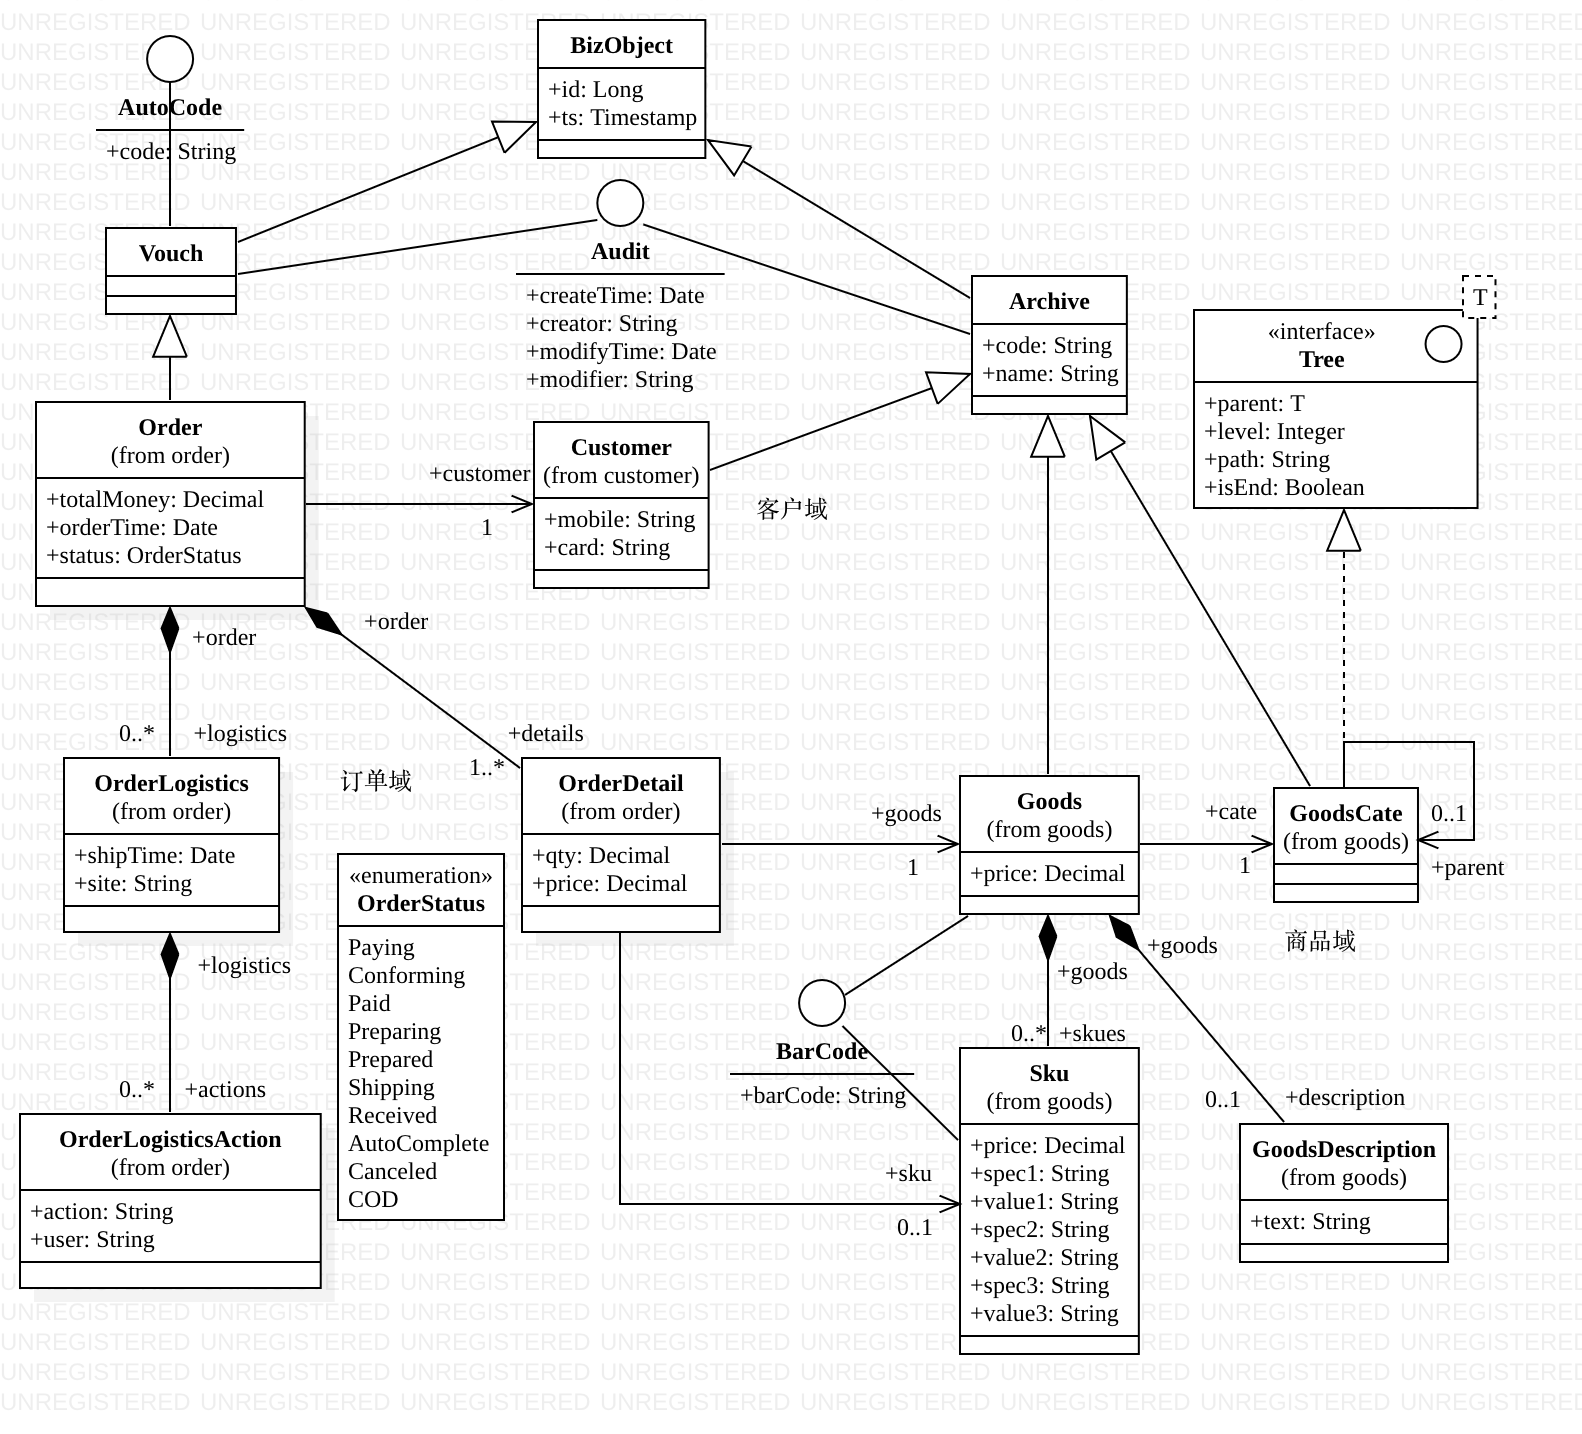 BizObject
+id: Long
+ts: Timestamp
AutoCode
+code: String
Vouch
Audit
+createTime: Date
+creator: String
+modifyTime: Date
+modifier: String
Archive
+code: String
+name: String
T
«interface»
Tree
+parent: T
+level: Integer
+path: String
+isEnd: Boolean
Order
(from order)
+totalMoney: Decimal
+orderTime: Date
+status: OrderStatus
+customer
1
Customer
(from customer)
+mobile: String
+card: String
客户域
+order
+order
0..*
+logistics
+details
1..*
OrderLogistics
(from order)
+shipTime: Date
+site: String
订单域
OrderDetail
(from order)
+qty: Decimal
+price: Decimal
+goods
1
Goods
(from goods)
+price: Decimal
+cate
1
GoodsCate
(from goods)
0..1
+parent
商品域
«enumeration»
OrderStatus
Paying
Conforming
Paid
Preparing
Prepared
Shipping
Received
AutoComplete
Canceled
COD
+logistics
0..*
+actions
OrderLogisticsAction
(from order)
+action: String
+user: String
BarCode
+barCode: String
+goods
+goods
0..*
+skues
+sku
0..1
Sku
(from goods)
+price: Decimal
+spec1: String
+value1: String
+spec2: String
+value2: String
+spec3: String
+value3: String
0..1
+description
GoodsDescription
(from goods)
+text: String
UNREGISTERED